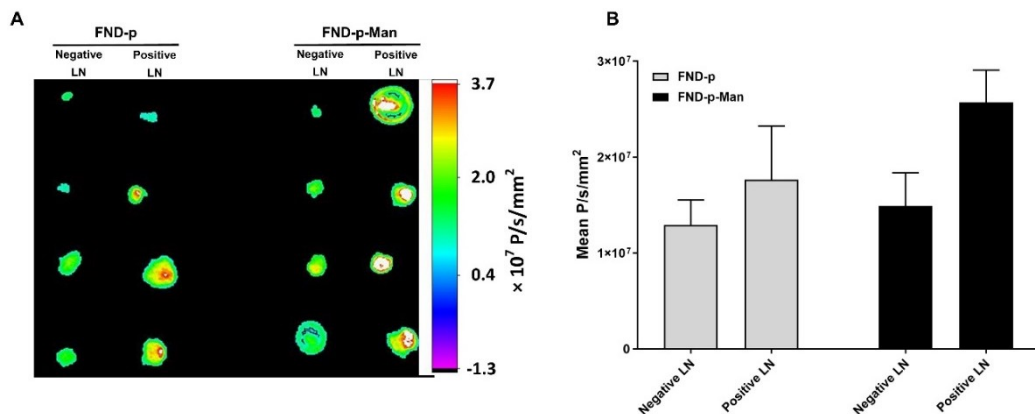 A
FND-p
FND-p-Man
Negative LN
Positive LN
Negative LN
Positive LN
3.7
2.0
0.4
-1.3
× 10⁷ P/s/mm²
B
FND-p
FND-p-Man
Mean P/s/mm²
3×10⁷
2×10⁷
1×10⁷
0
Negative LN
Positive LN
Negative LN
Positive LN